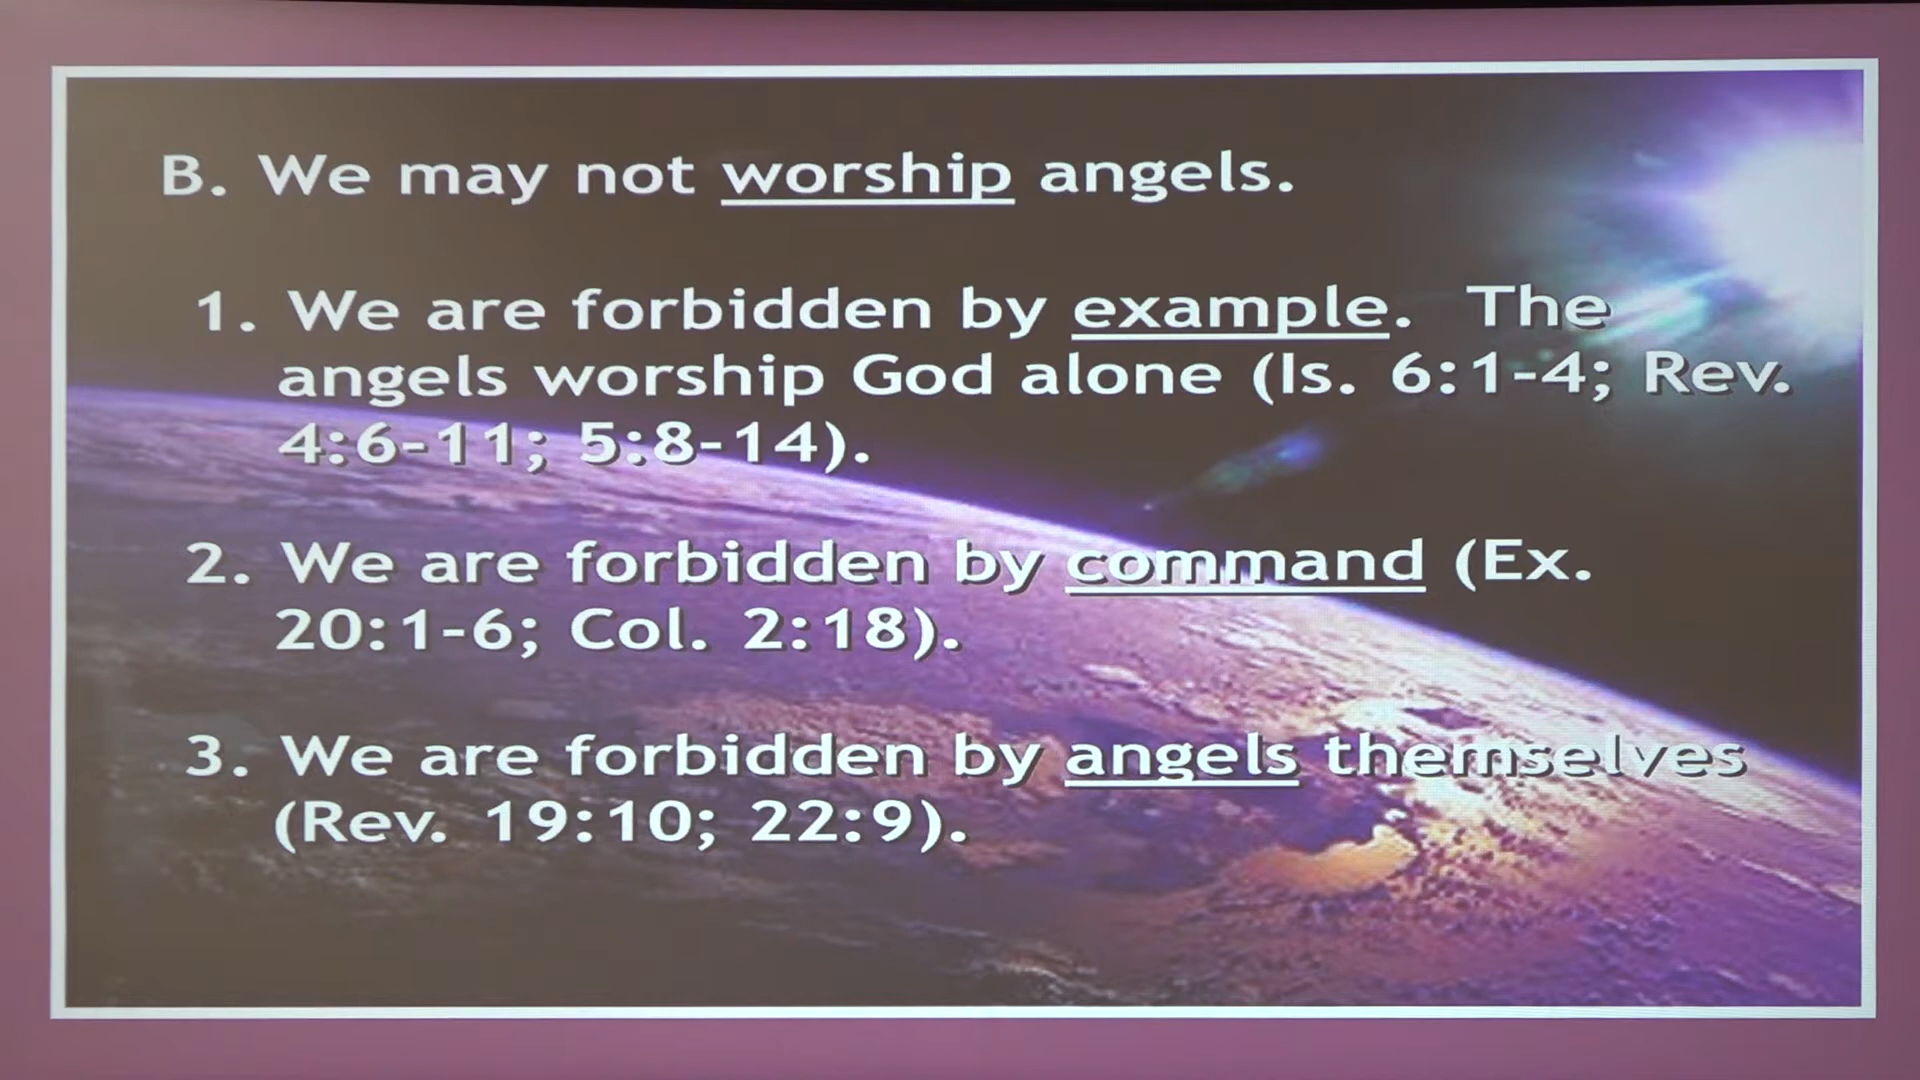 B. We may not worship angels.
1. We are forbidden by example. The
angels worship God alone (Is. 6:1-4; Rev.
4:6-11; 5:8-14).
2. We are forbidden by command (Ex.
20:1-6; Col. 2:18).
3. We are forbidden by angels themselves
(Rev. 19:10; 22:9).